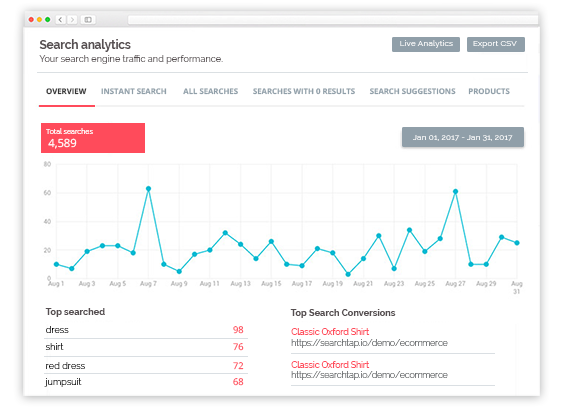 Search analytics
Your search engine traffic and performance.
Live Analytics
Export CSV
OVERVIEW INSTANT SEARCH ALL SEARCHES SEARCHES WITH 0 RESULTS SEARCH SUGGESTIONS PRODUCTS
Total searches
4,589
Jan 01, 2017 - Jan 31, 2017
80
60
40
20
0
Aug 1 Aug 3 Aug 5 Aug 7 Aug 9 Aug 11 Aug 13 Aug 15 Aug 17 Aug 19 Aug 21 Aug 23 Aug 25 Aug 27 Aug 29 Aug
31
Top searched
dress 98
shirt 76
red dress 72
jumpsuit 68
Top Search Conversions
Classic Oxford Shirt
https://searchtap.io/demo/ecommerce
Classic Oxford Shirt
https://searchtap.io/demo/ecommerce